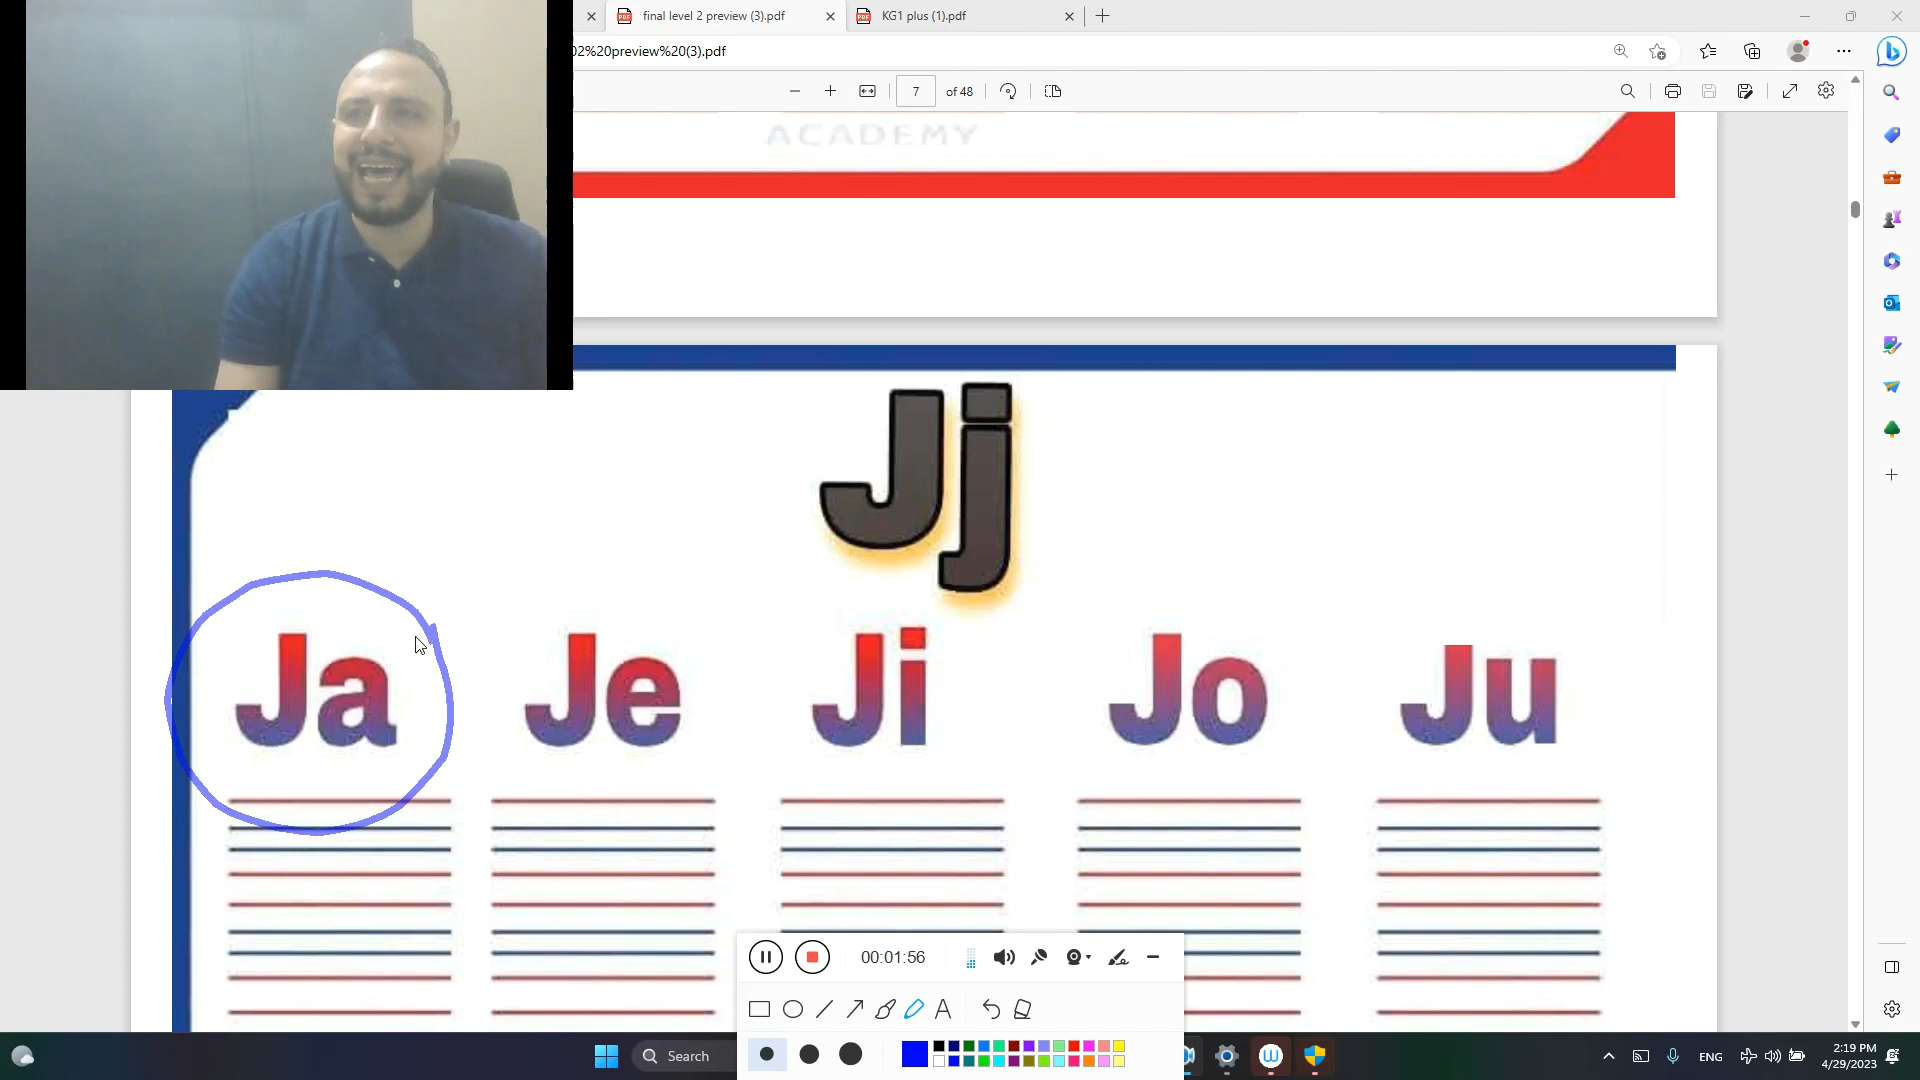 final level 2 preview (3).pdf
KG1 plus (1).pdf
02%20preview%20(3).pdf
7 of 48
ACADEMY
Jj
Ja Je Ji Jo Ju
00:01:56
A
Search
ENG
2:19 PM
4/29/2023